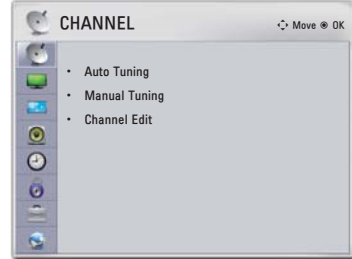 CHANNEL
Move OK
Auto Tuning
Manual Tuning
Channel Edit